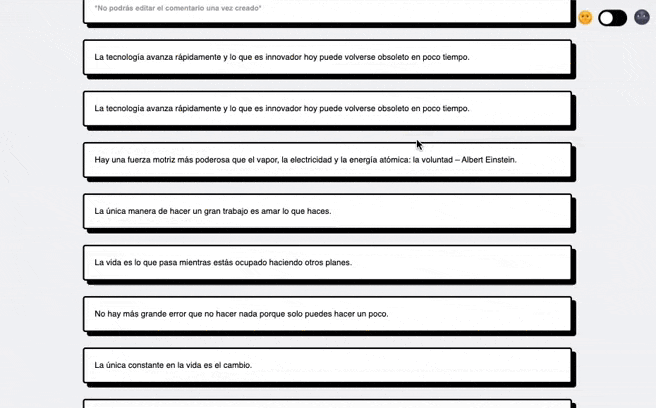 *No podrás editar el comentario una vez creado*
La tecnología avanza rápidamente y lo que es innovador hoy puede volverse obsoleto en poco tiempo.
La tecnología avanza rápidamente y lo que es innovador hoy puede volverse obsoleto en poco tiempo.
Hay una fuerza motriz más poderosa que el vapor, la electricidad y la energía atómica: la voluntad – Albert Einstein.
La única manera de hacer un gran trabajo es amar lo que haces.
La vida es lo que pasa mientras estás ocupado haciendo otros planes.
No hay más grande error que no hacer nada porque solo puedes hacer un poco.
La única constante en la vida es el cambio.